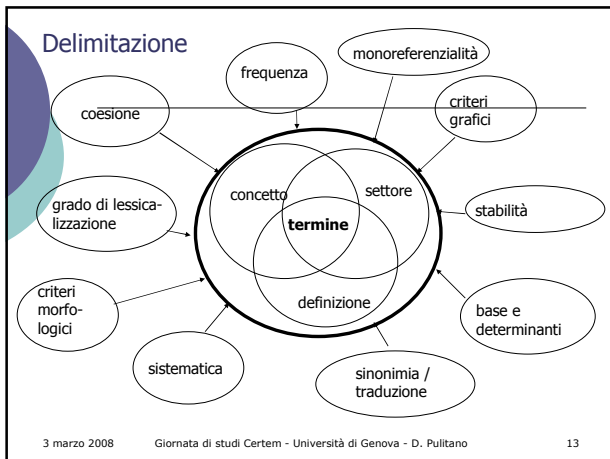 Delimitazione
frequenza
monoreferenzialità
coesione
criteri
grafici
concetto
settore
grado di lessica-
lizzazione
termine
stabilità
definizione
criteri
morfo-
logici
base e
determinanti
sistematica
sinonimia /
traduzione
3 marzo 2008 Giornata di studi Certem - Università di Genova - D. Pulitano 13